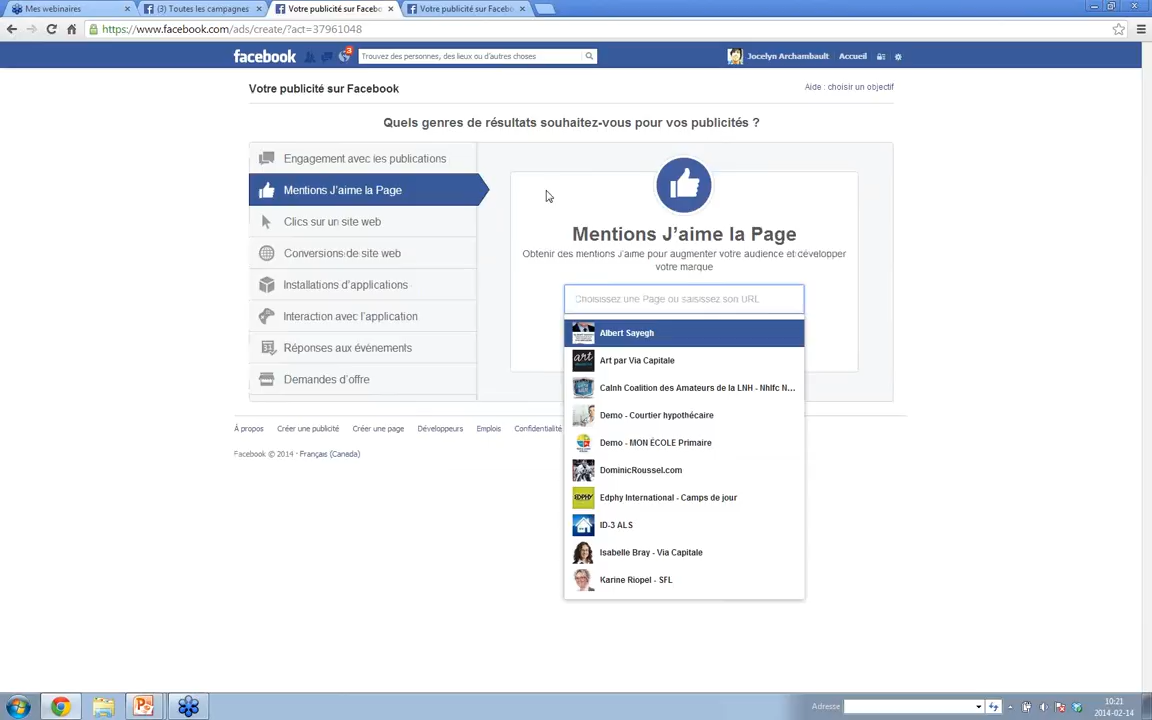 Mes webinaires
(3) Toutes les campagnes
Votre publicité sur Facebo
Votre publicité sur Facebo
https://www.facebook.com/ads/create/?act=37961048
facebook
3
Trouvez des personnes, des lieux ou d'autres choses
Jocelyn Archambault
Accueil
Votre publicité sur Facebook
Aide : choisir un objectif
Quels genres de résultats souhaitez-vous pour vos publicités ?
Engagement avec les publications
Mentions J'aime la Page
Clics sur un site web
Conversions de site web
Installations d'applications
Interaction avec l'application
Réponses aux événements
Demandes d'offre
Mentions J'aime la Page
Obtenir des mentions J'aime pour augmenter votre audience et développer
votre marque
Choisissez une Page ou saisissez son URL
Albert Sayegh
Art par Via Capitale
Calnh Coalition des Amateurs de la LNH - Nhlfc N...
Demo - Courtier hypothécaire
Demo - MON ÉCOLE Primaire
DominicRoussel.com
EDPHY
Edphy International - Camps de jour
ID-3 ALS
Isabelle Bray - Via Capitale
Karine Riopel - SFL
À propos
Créer une publicité
Créer une page
Développeurs
Emplois
Confidentialité
Facebook © 2014 · Français (Canada)
Adresse
10:21
2014-02-14